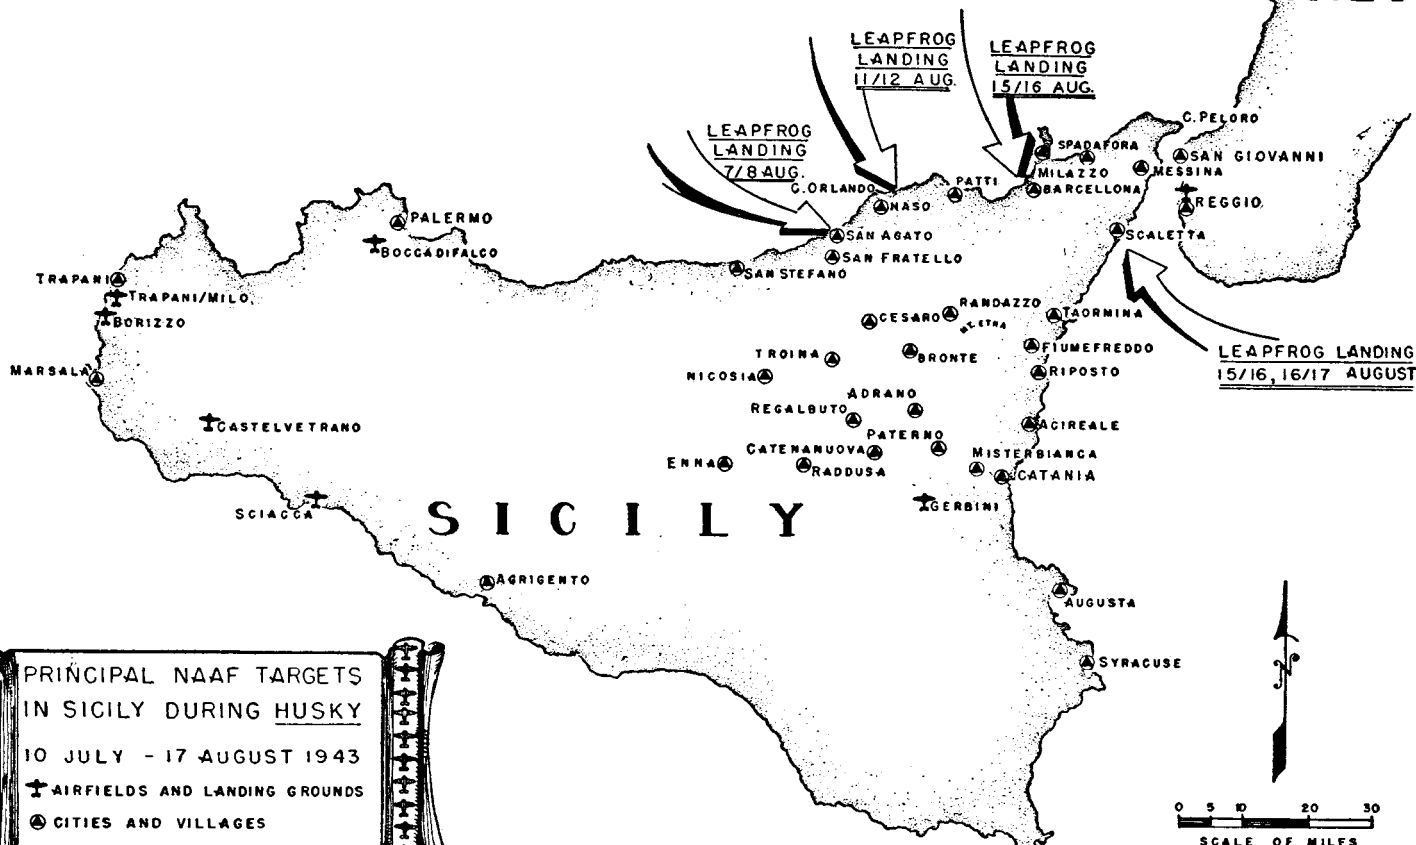 LEAPFROG
LANDING
11/12 AUG.
LEAPFROG
LANDING
15/16 AUG.
LEAPFROG
LANDING
7/8 AUG.
C. PELORO
SPADAFORA
SAN GIOVANNI
MILAZZO
MESSINA
C. ORLANDO
PATTI
BARCELLONA
NASO
REGGIO
PALERMO
SAN AGATO
SCALETTA
BOCCADIFALCO
SAN FRATELLO
SAN STEFANO
TRAPANI
TRAPANI/MILO
BORIZZO
RANDAZZO
CESARO
MT. ETNA
TAORMINA
TROINA
BRONTE
FIUMEFREDDO
LEAPFROG LANDING
15/16, 16/17 AUGUST
MARSALA
NICOSIA
RIPOSTO
ADRANO
REGALBUTO
CASTELVETRANO
ACIREALE
PATERNO
CATENANUOVA
MISTERBIANCA
ENNA
RADDUSA
CATANIA
SCIACCA
GERBINI
SICILY
AGRIGENTO
AUGUSTA
SYRACUSE
PRINCIPAL NAAF TARGETS
IN SICILY DURING HUSKY
10 JULY - 17 AUGUST 1943
AIRFIELDS AND LANDING GROUNDS
CITIES AND VILLAGES
N
0 5 10 20 30
SCALE OF MILES